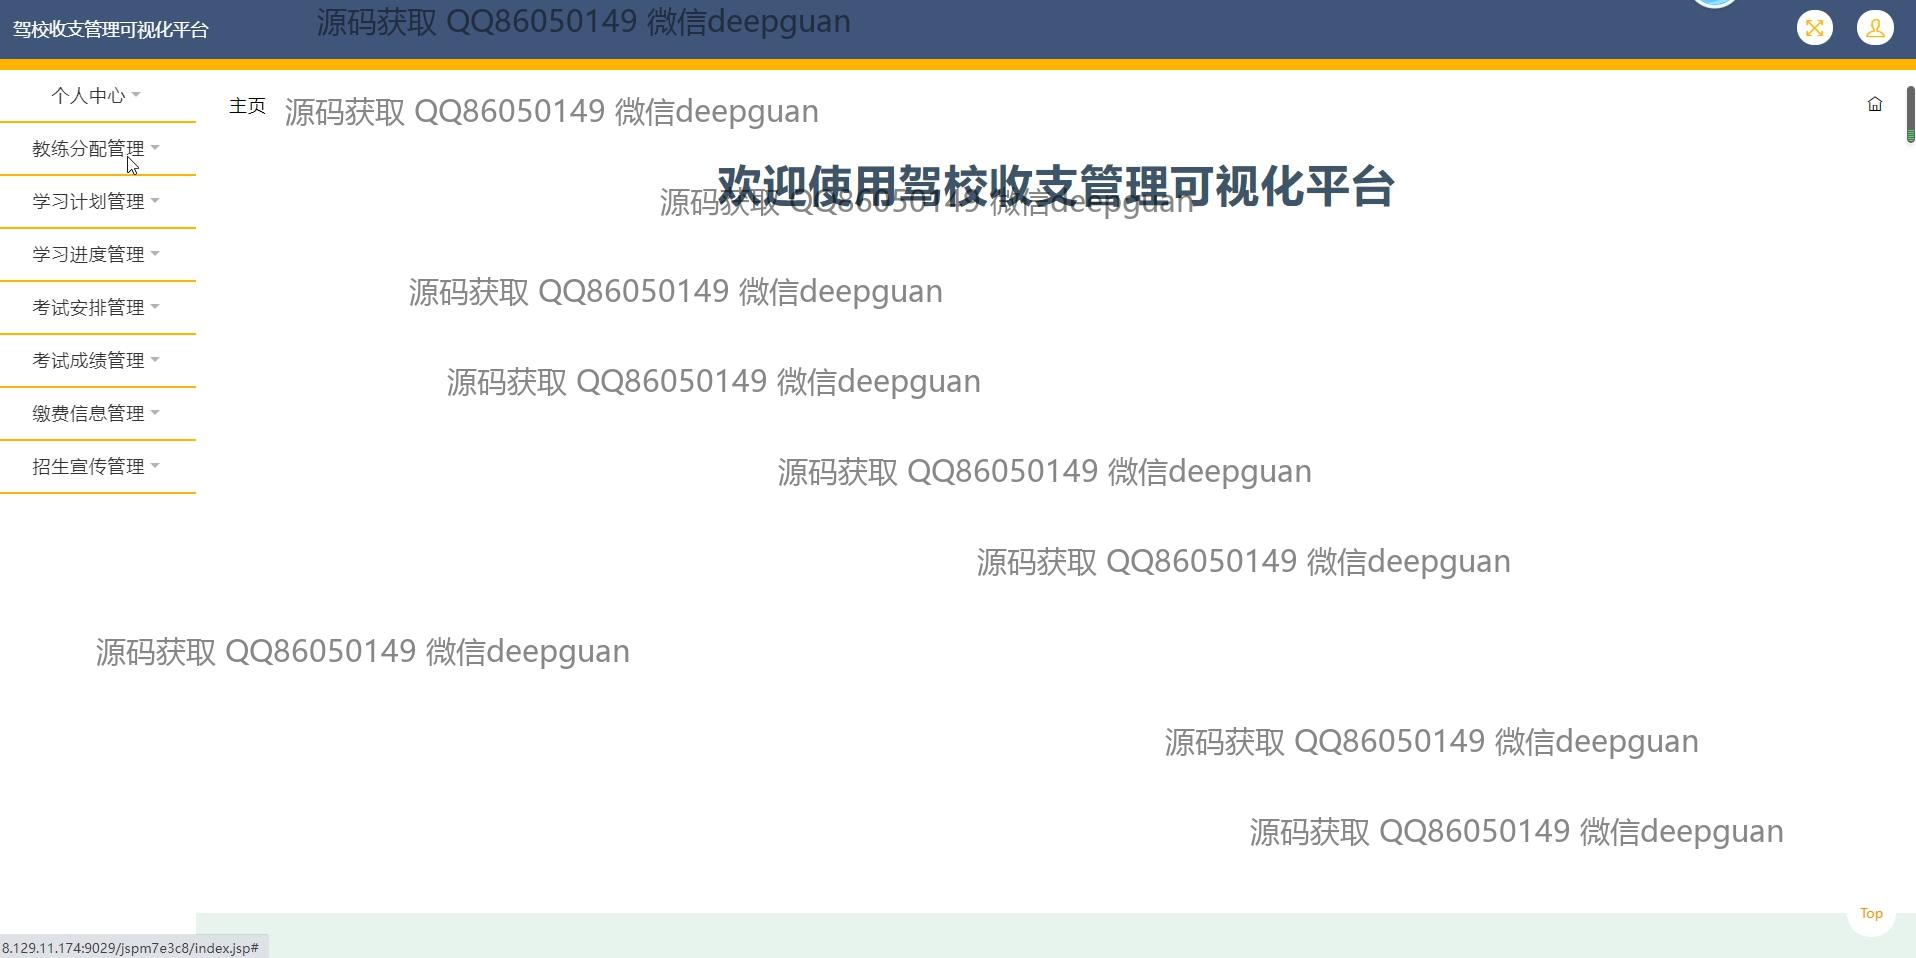 驾校收支管理可视化平台
源码获取 QQ86050149 微信deepguan
个人中心
主页
源码获取 QQ86050149 微信deepguan
教练分配管理
欢迎使用驾校收支管理可视化平台
源码获取 QQ86050149 微信deepguan
学习计划管理
学习进度管理
源码获取 QQ86050149 微信deepguan
考试安排管理
考试成绩管理
源码获取 QQ86050149 微信deepguan
缴费信息管理
招生宣传管理
源码获取 QQ86050149 微信deepguan
源码获取 QQ86050149 微信deepguan
源码获取 QQ86050149 微信deepguan
源码获取 QQ86050149 微信deepguan
源码获取 QQ86050149 微信deepguan
Top
8.129.11.174:9029/jspm7e3c8/index.jsp#